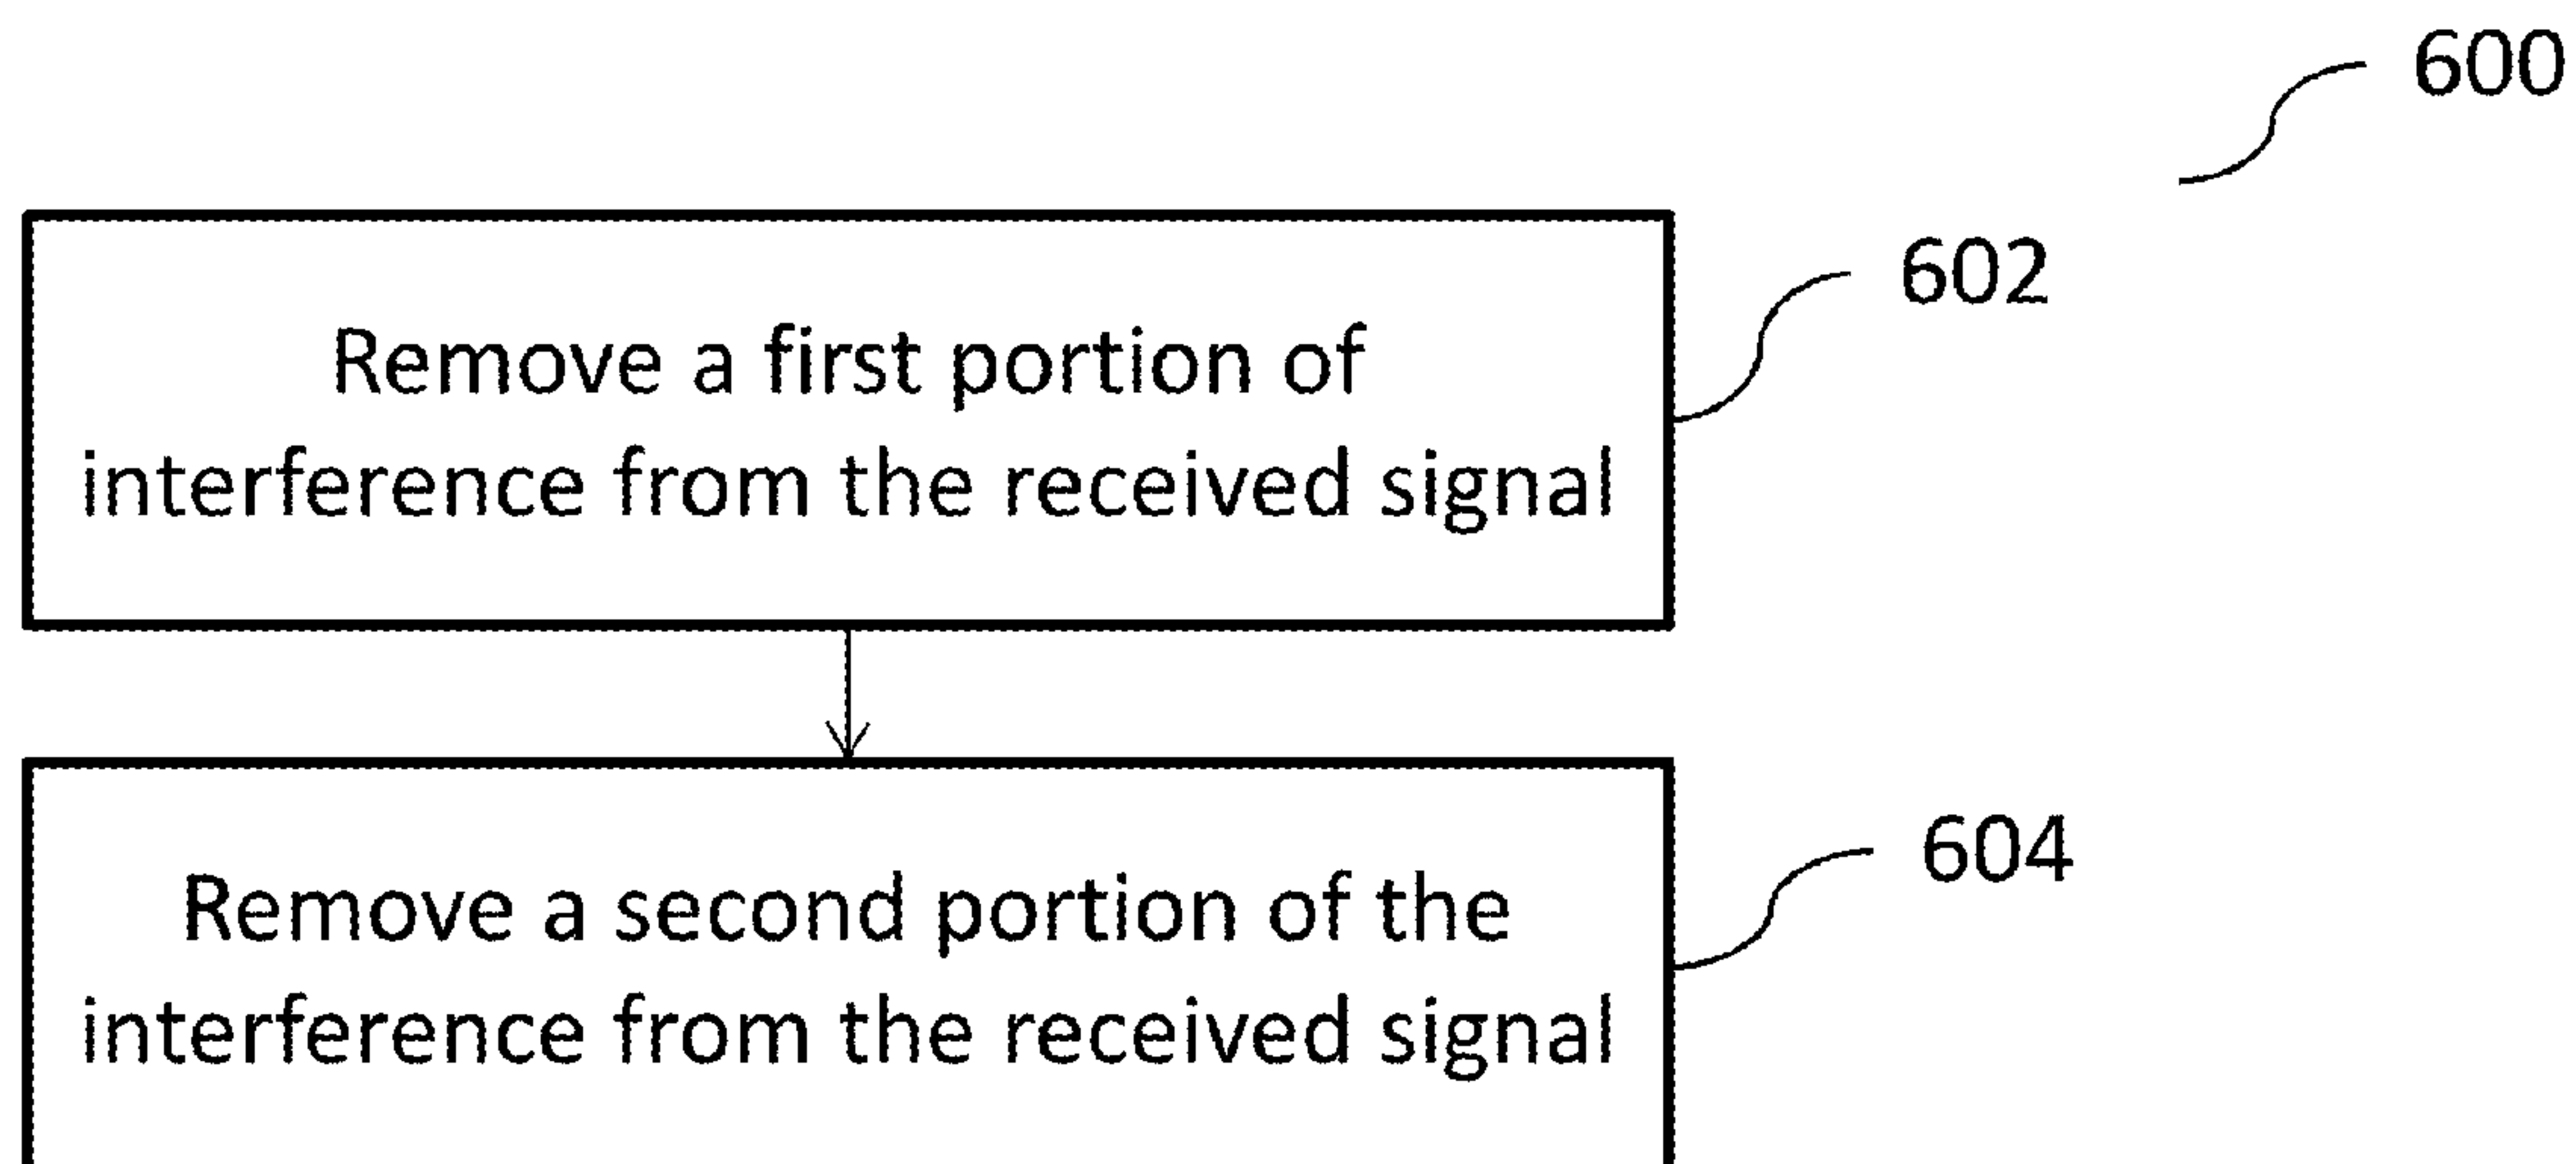 600
602
Remove a first portion of
interference from the received signal
604
Remove a second portion of the
interference from the received signal